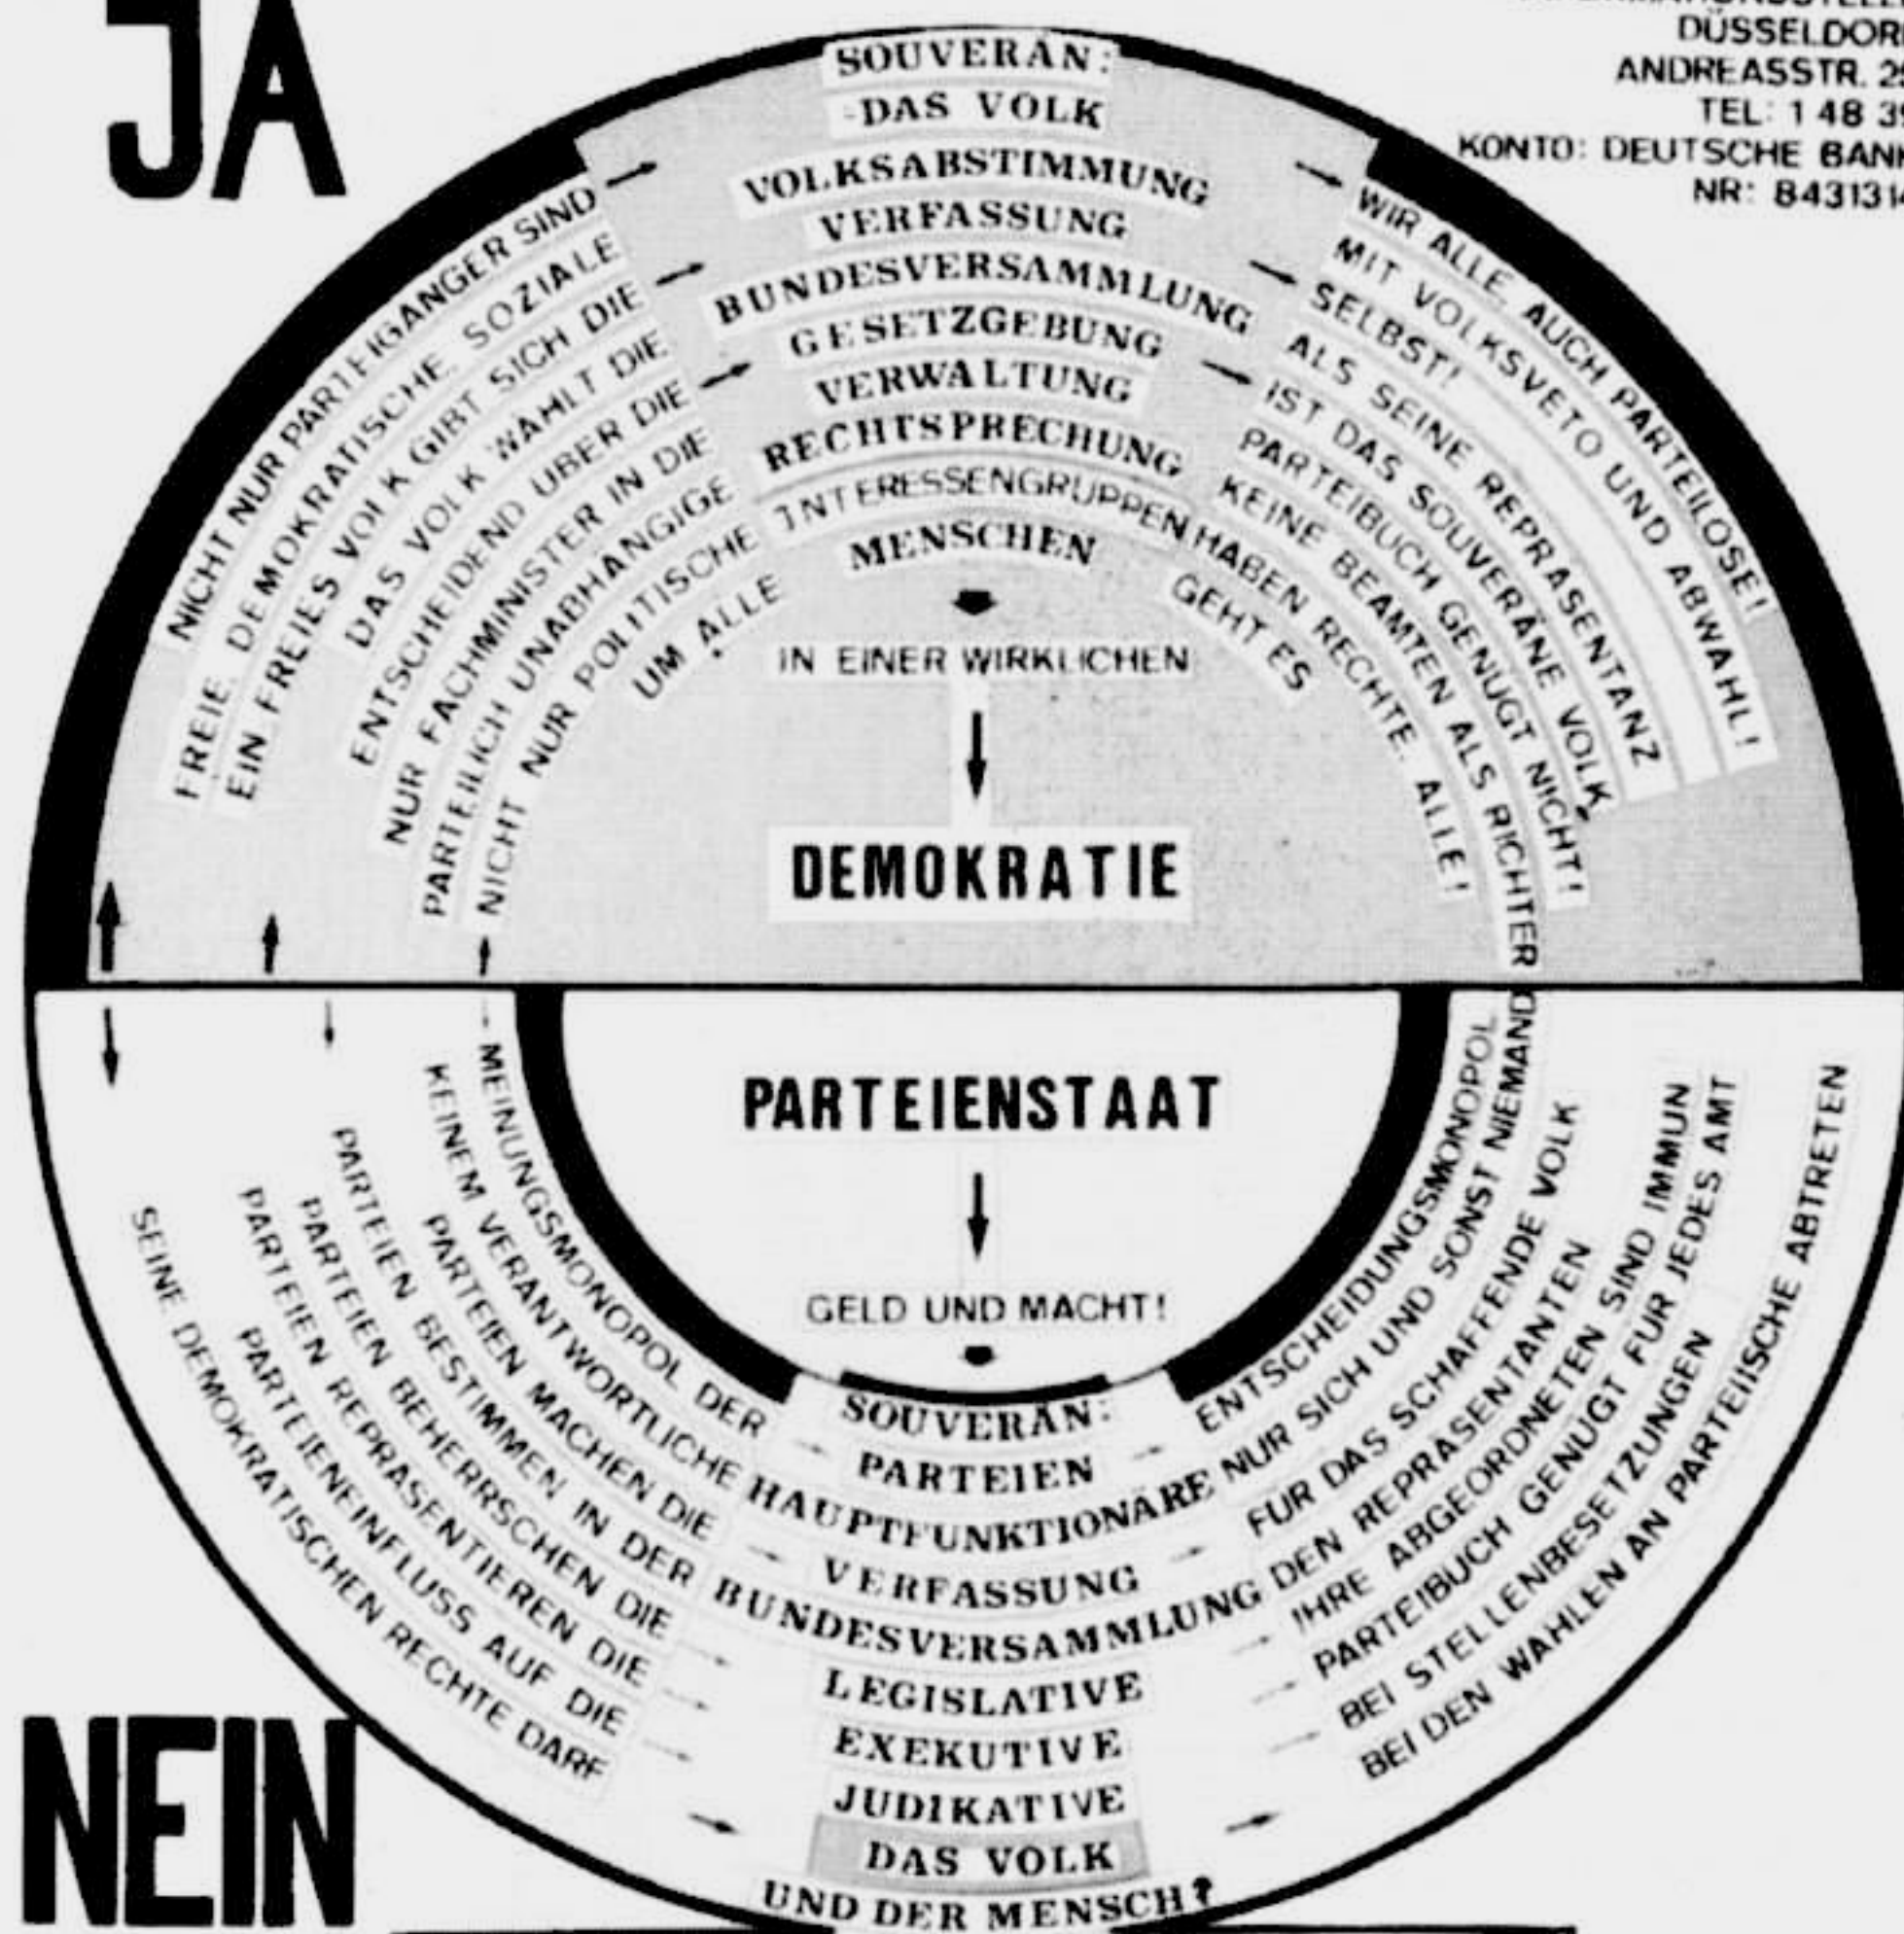 JA
DÜSSELDORF
ANDREASSTR. 25
TEL: 1 48 39
KONTO: DEUTSCHE BANK
NR: 843131
SOUVERÄN:
NICHT NUR PARTEIGÄNGER SIND → DAS VOLK → WIR ALLE, AUCH PARTEILOSE!
FREIE, DEMOKRATISCHE, SOZIALE VOLKSABSTIMMUNG MIT VOLKSVETO UND ABWAHL!
EIN FREIES VOLK GIBT SICH DIE → VERFASSUNG → SELBST!
DAS VOLK WÄHLT DIE BUNDESVERSAMMLUNG ALS SEINE REPRÄSENTANZ
ENTSCHEIDEND ÜBER DIE → GESETZGEBUNG → IST DAS SOUVERÄNE VOLK
NUR FACHMINISTER IN DIE VERWALTUNG PARTEIBUCH GENÜGT NICHT!
PARTEILICH UNABHÄNGIGE RECHTSPRECHUNG KEINE BEAMTEN ALS RICHTER
NICHT NUR POLITISCHE INTERESSENGRUPPEN HABEN RECHTE. ALLE!
UM ALLE MENSCHEN GEHT ES
IN EINER WIRKLICHEN
DEMOKRATIE
PARTEIENSTAAT
GELD UND MACHT!
SOUVERÄN:
MEINUNGSMONOPOL DER → PARTEIEN → ENTSCHEIDUNGSMONOPOL
KEINEM VERANTWORTLICHE HAUPTFUNKTIONÄRE NUR SICH UND SONST NIEMAND
PARTEIEN MACHEN DIE → VERFASSUNG → FÜR DAS SCHAFFENDE VOLK
PARTEIEN BESTIMMEN IN DER BUNDESVERSAMMLUNG DEN REPRÄSENTANTEN
PARTEIEN BEHERRSCHEN DIE → LEGISLATIVE → IHRE ABGEORDNETEN SIND IMMUN
PARTEIEN REPRÄSENTIEREN DIE → EXEKUTIVE → PARTEIBUCH GENÜGT FÜR JEDES AMT
PARTEIENEINFLUSS AUF DIE → JUDIKATIVE → BEI STELLENBESETZUNGEN
SEINE DEMOKRATISCHEN RECHTE DARF → DAS VOLK → BEI DEN WAHLEN AN PARTEIISCHE ABTRETEN
UND DER MENSCH?
NEIN